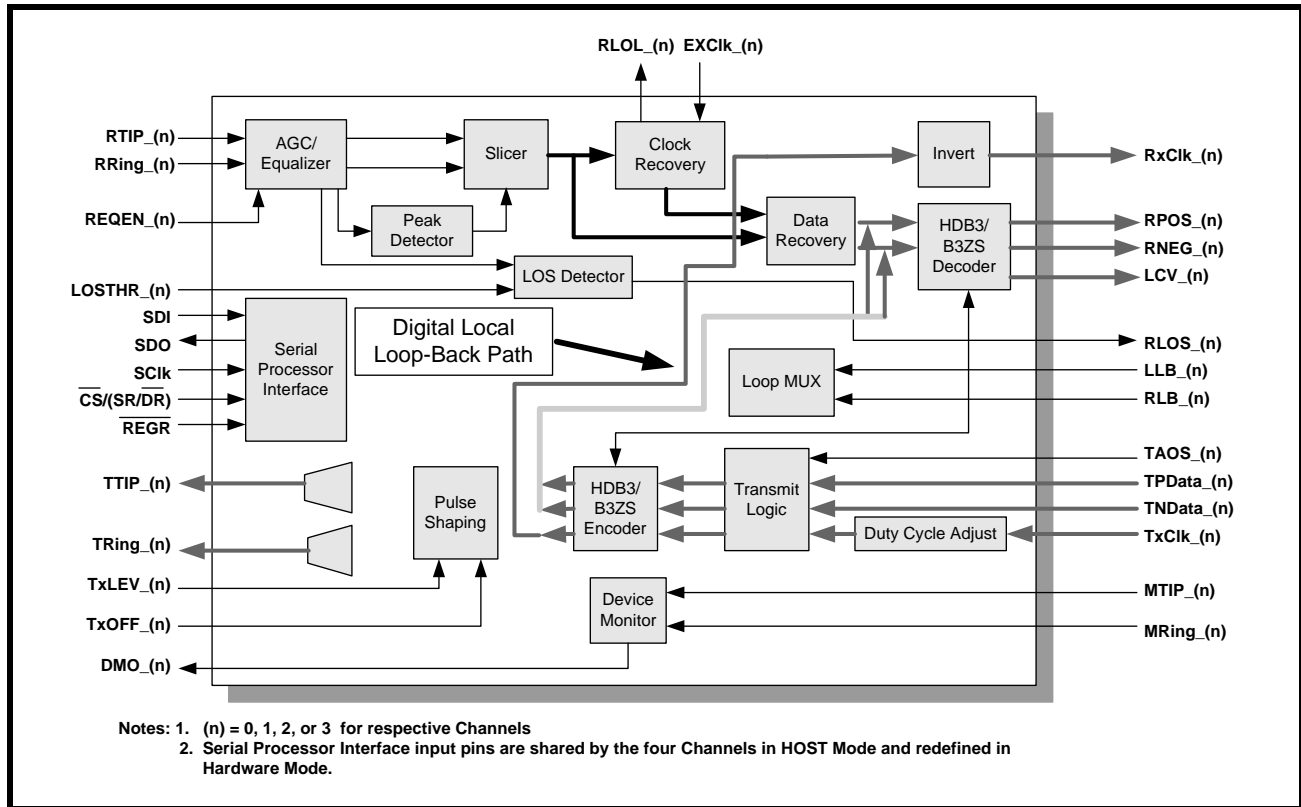 RLOL_(n) EXClk_(n)
RTIP_(n)
RRing_(n)
REQEN_(n)
LOSTHR_(n)
SDI
SDO
SClk
CS/(SR/DR)
REGR
TTIP_(n)
TRing_(n)
TxLEV_(n)
TxOFF_(n)
DMO_(n)
AGC/
Equalizer
Slicer
Clock
Recovery
Invert
Peak
Detector
Data
Recovery
HDB3/
B3ZS
Decoder
LOS Detector
Serial
Processor
Interface
Digital Local
Loop-Back Path
Loop MUX
Pulse
Shaping
HDB3/
B3ZS
Encoder
Transmit
Logic
Duty Cycle Adjust
Device
Monitor
RxClk_(n)
RPOS_(n)
RNEG_(n)
LCV_(n)
RLOS_(n)
LLB_(n)
RLB_(n)
TAOS_(n)
TPData_(n)
TNData_(n)
TxClk_(n)
MTIP_(n)
MRing_(n)
Notes: 1. (n) = 0, 1, 2, or 3 for respective Channels
2. Serial Processor Interface input pins are shared by the four Channels in HOST Mode and redefined in
Hardware Mode.